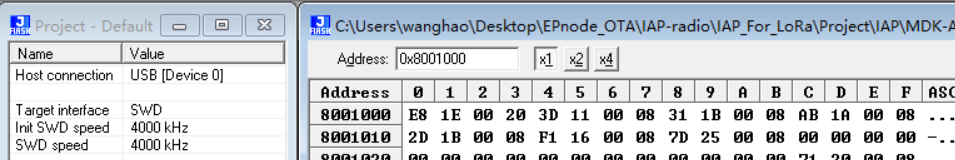 Project - Default
Name Value
Host connection USB [Device 0]
Target interface SWD
Init SWD speed 4000 kHz
SWD speed 4000 kHz
C:\Users\wanghao\Desktop\EPnode_OTA\IAP-radio\IAP_For_LoRa\Project\IAP\MDK-A
Address: 0x8001000 x1 x2 x4
Address 0 1 2 3 4 5 6 7 8 9 A B C D E F ASC
8001000 E8 1E 00 20 3D 11 00 08 31 1B 00 08 AB 1A 00 08 ...
8001010 2D 1B 00 08 F1 16 00 08 7D 25 00 08 00 00 00 00 -...